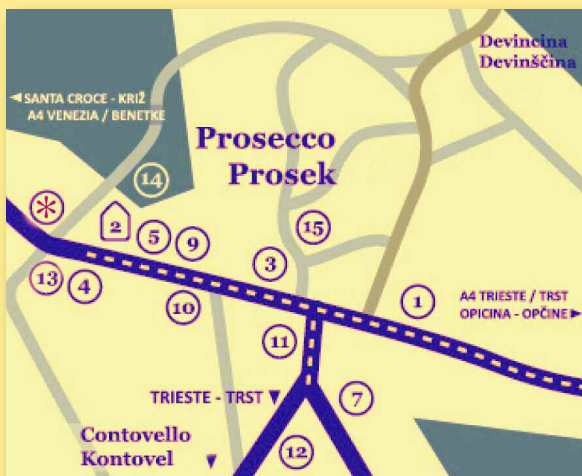 Devincina
Devinščina
◄SANTA CROCE - KRIŽ
A4 VENEZIA / BENETKE
Prosecco
Prosek
14
*
2
5
9
15
3
13
4
10
1
A4 TRIESTE / TRST
OPICINA - OPČINE►
11
TRIESTE - TRST▼
7
Contovello
Kontovel ▼
12